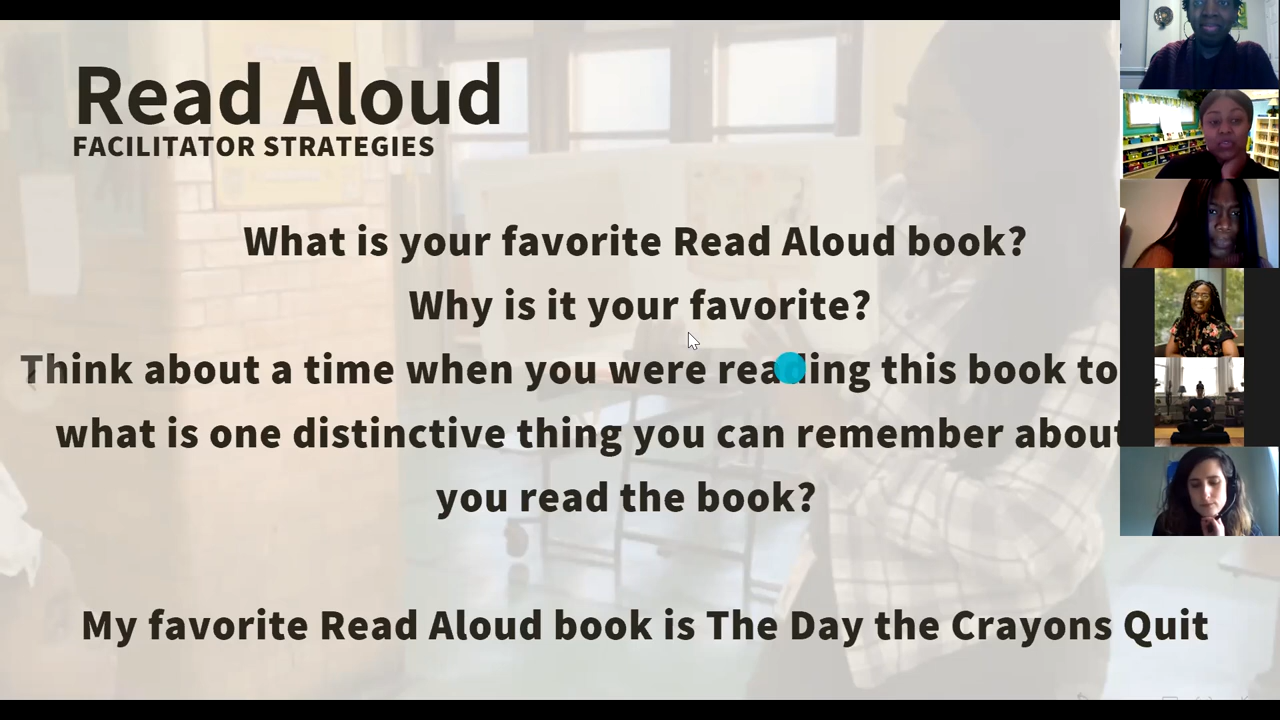 Read Aloud
FACILITATOR STRATEGIES
What is your favorite Read Aloud book?
Why is it your favorite?
Think about a time when you were reading this book to
what is one distinctive thing you can remember about
you read the book?
My favorite Read Aloud book is The Day the Crayons Quit